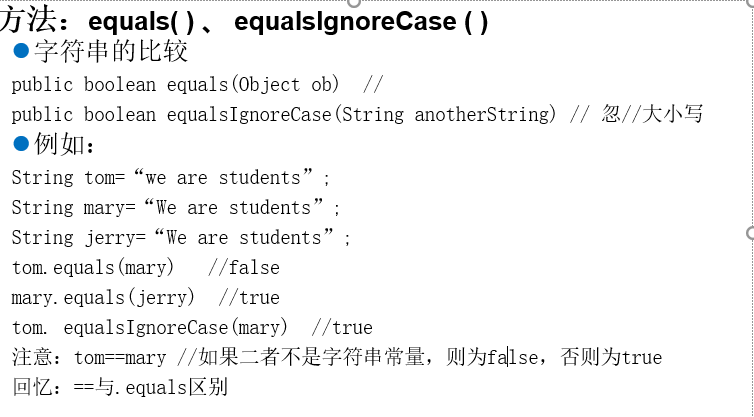 方法：equals( ) 、 equalsIgnoreCase ( )
●字符串的比较
public boolean equals(Object ob)  //
public boolean equalsIgnoreCase(String anotherString) // 忽//大小写
●例如：
String tom=“we are students”;
String mary=“We are students”;
String jerry=“We are students”;
tom.equals(mary)   //false
mary.equals(jerry)  //true
tom. equalsIgnoreCase(mary)  //true
注意：tom==mary //如果二者不是字符串常量，则为false，否则为true
回忆：==与.equals区别